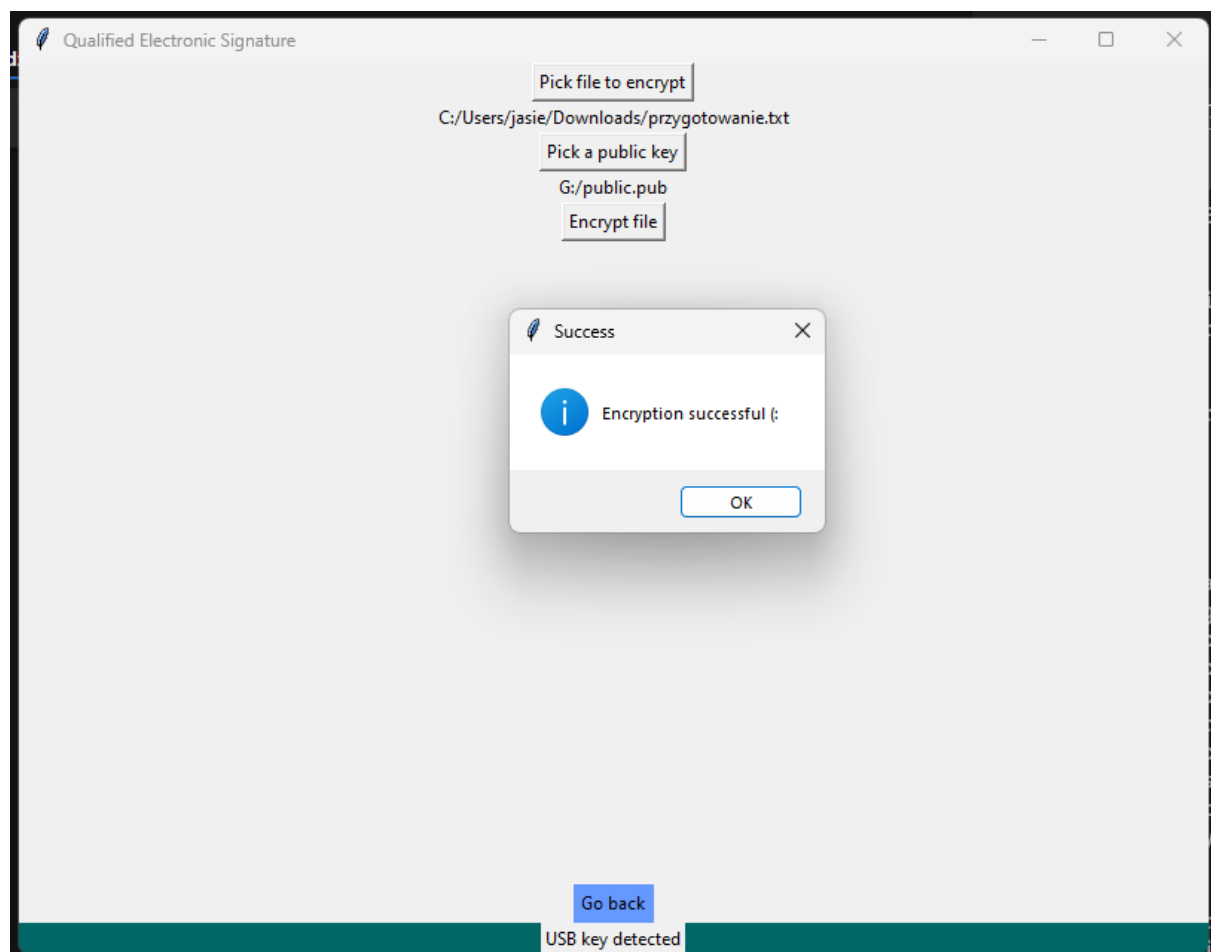 Qualified Electronic Signature
Pick file to encrypt
C:/Users/jasie/Downloads/przygotowanie.txt
Pick a public key
G:/public.pub
Encrypt file
Success
Encryption successful (:
OK
Go back
USB key detected